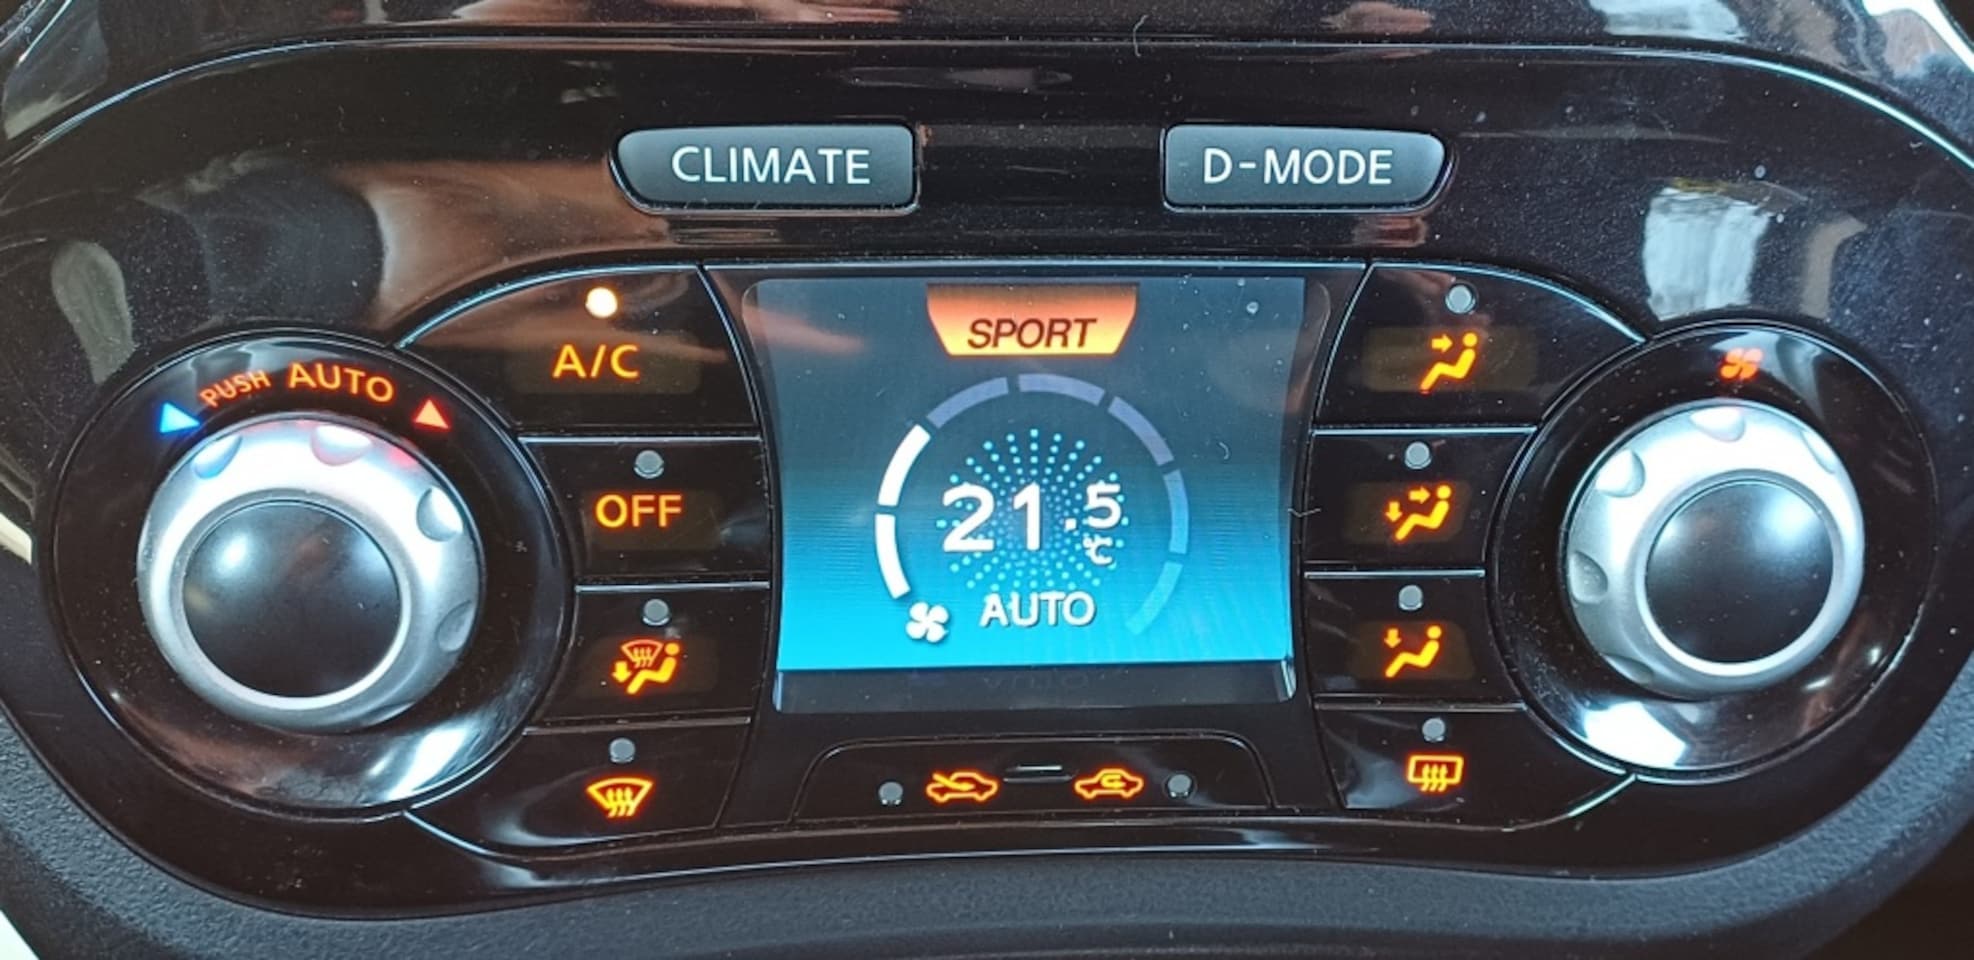 CLIMATE
D-MODE
PUSH AUTO
A/C
SPORT
OFF
21.5
℃
AUTO